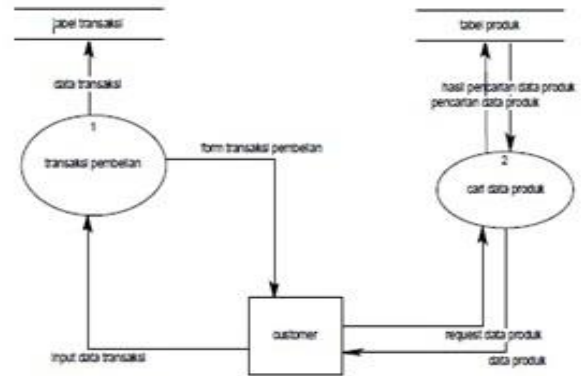 tabel transaksi
tabel produk
data transaksi
hasil pencarian data produk
pencarian data produk
1
transaksi pembelian
form transaksi pembelian
2
cari data produk
customer
input data transaksi
request data produk
data produk